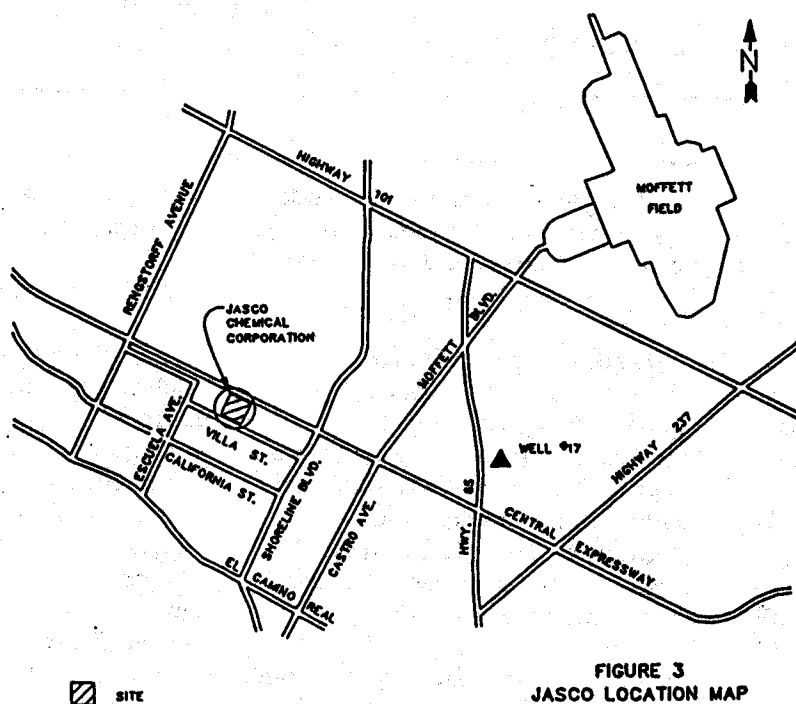 N
MOFFETT
FIELD
HIGHWAY
101
RENGSTORFF AVENUE
JASCO
CHEMICAL
CORPORATION
MOFFETT BLVD.
ESCUELA AVE.
VILLA ST.
CALIFORNIA ST.
SHORELINE BLVD.
CASTRO AVE.
HWY. 85
WELL #17
HIGHWAY 237
CENTRAL
EXPRESSWAY
EL CAMINO REAL
SITE
FIGURE 3
JASCO LOCATION MAP